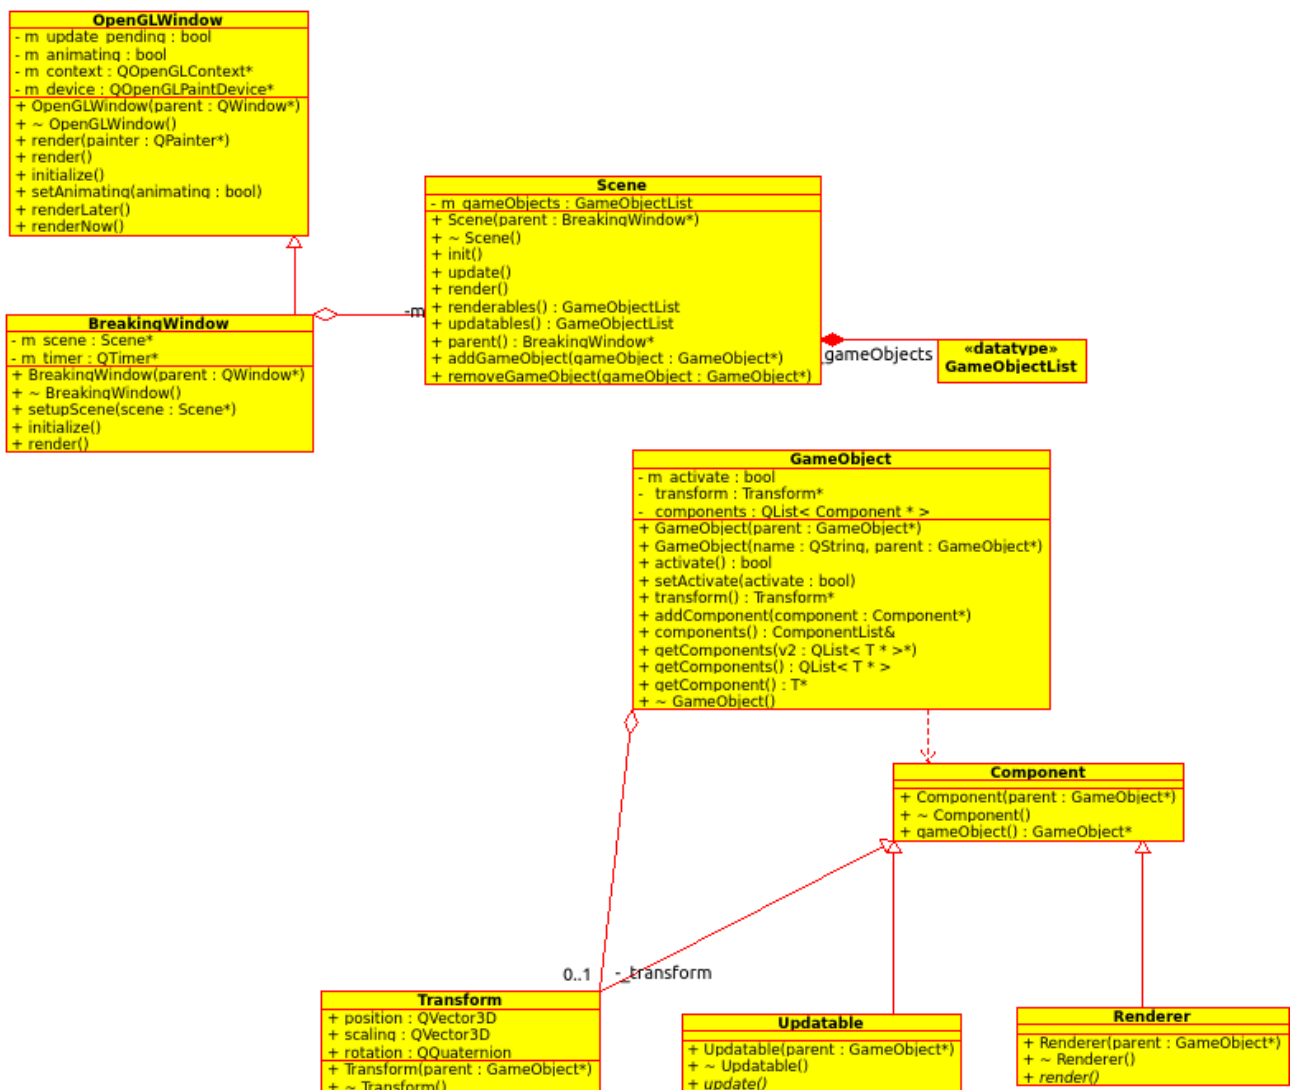 OpenGLWindow
- m_update_pending : bool
- m_animating : bool
- m_context : QOpenGLContext*
- m_device : QOpenGLPaintDevice*
+ OpenGLWindow(parent : QWindow*)
+ ~ OpenGLWindow()
+ render(painter : QPainter*)
+ render()
+ initialize()
+ setAnimating(animating : bool)
+ renderLater()
+ renderNow()
Scene
- m_gameObjects : GameObjectList
+ Scene(parent : BreakingWindow*)
+ ~ Scene()
+ init()
+ update()
+ render()
+ renderables() : GameObjectList
+ updatables() : GameObjectList
+ parent() : BreakingWindow*
+ addGameObject(gameObject : GameObject*)
+ removeGameObject(gameObject : GameObject*)
-m
BreakingWindow
- m_scene : Scene*
- m_timer : QTimer*
+ BreakingWindow(parent : QWindow*)
+ ~ BreakingWindow()
+ setupScene(scene : Scene*)
+ initialize()
+ render()
_gameObjects
«datatype»
GameObjectList
GameObject
- m_activate : bool
- _transform : Transform*
- _components : QList< Component * >
+ GameObject(parent : GameObject*)
+ GameObject(name : QString, parent : GameObject*)
+ activate() : bool
+ setActivate(activate : bool)
+ transform() : Transform*
+ addComponent(component : Component*)
+ components() : ComponentList&
+ getComponents(v2 : QList< T * >*)
+ getComponents() : QList< T * >
+ getComponent() : T*
+ ~ GameObject()
Component
+ Component(parent : GameObject*)
+ ~ Component()
+ gameObject() : GameObject*
0..1
-_transform
Transform
+ position : QVector3D
+ scaling : QVector3D
+ rotation : QQuaternion
+ Transform(parent : GameObject*)
+ ~ Transform()
Updatable
+ Updatable(parent : GameObject*)
+ ~ Updatable()
+ update()
Renderer
+ Renderer(parent : GameObject*)
+ ~ Renderer()
+ render()